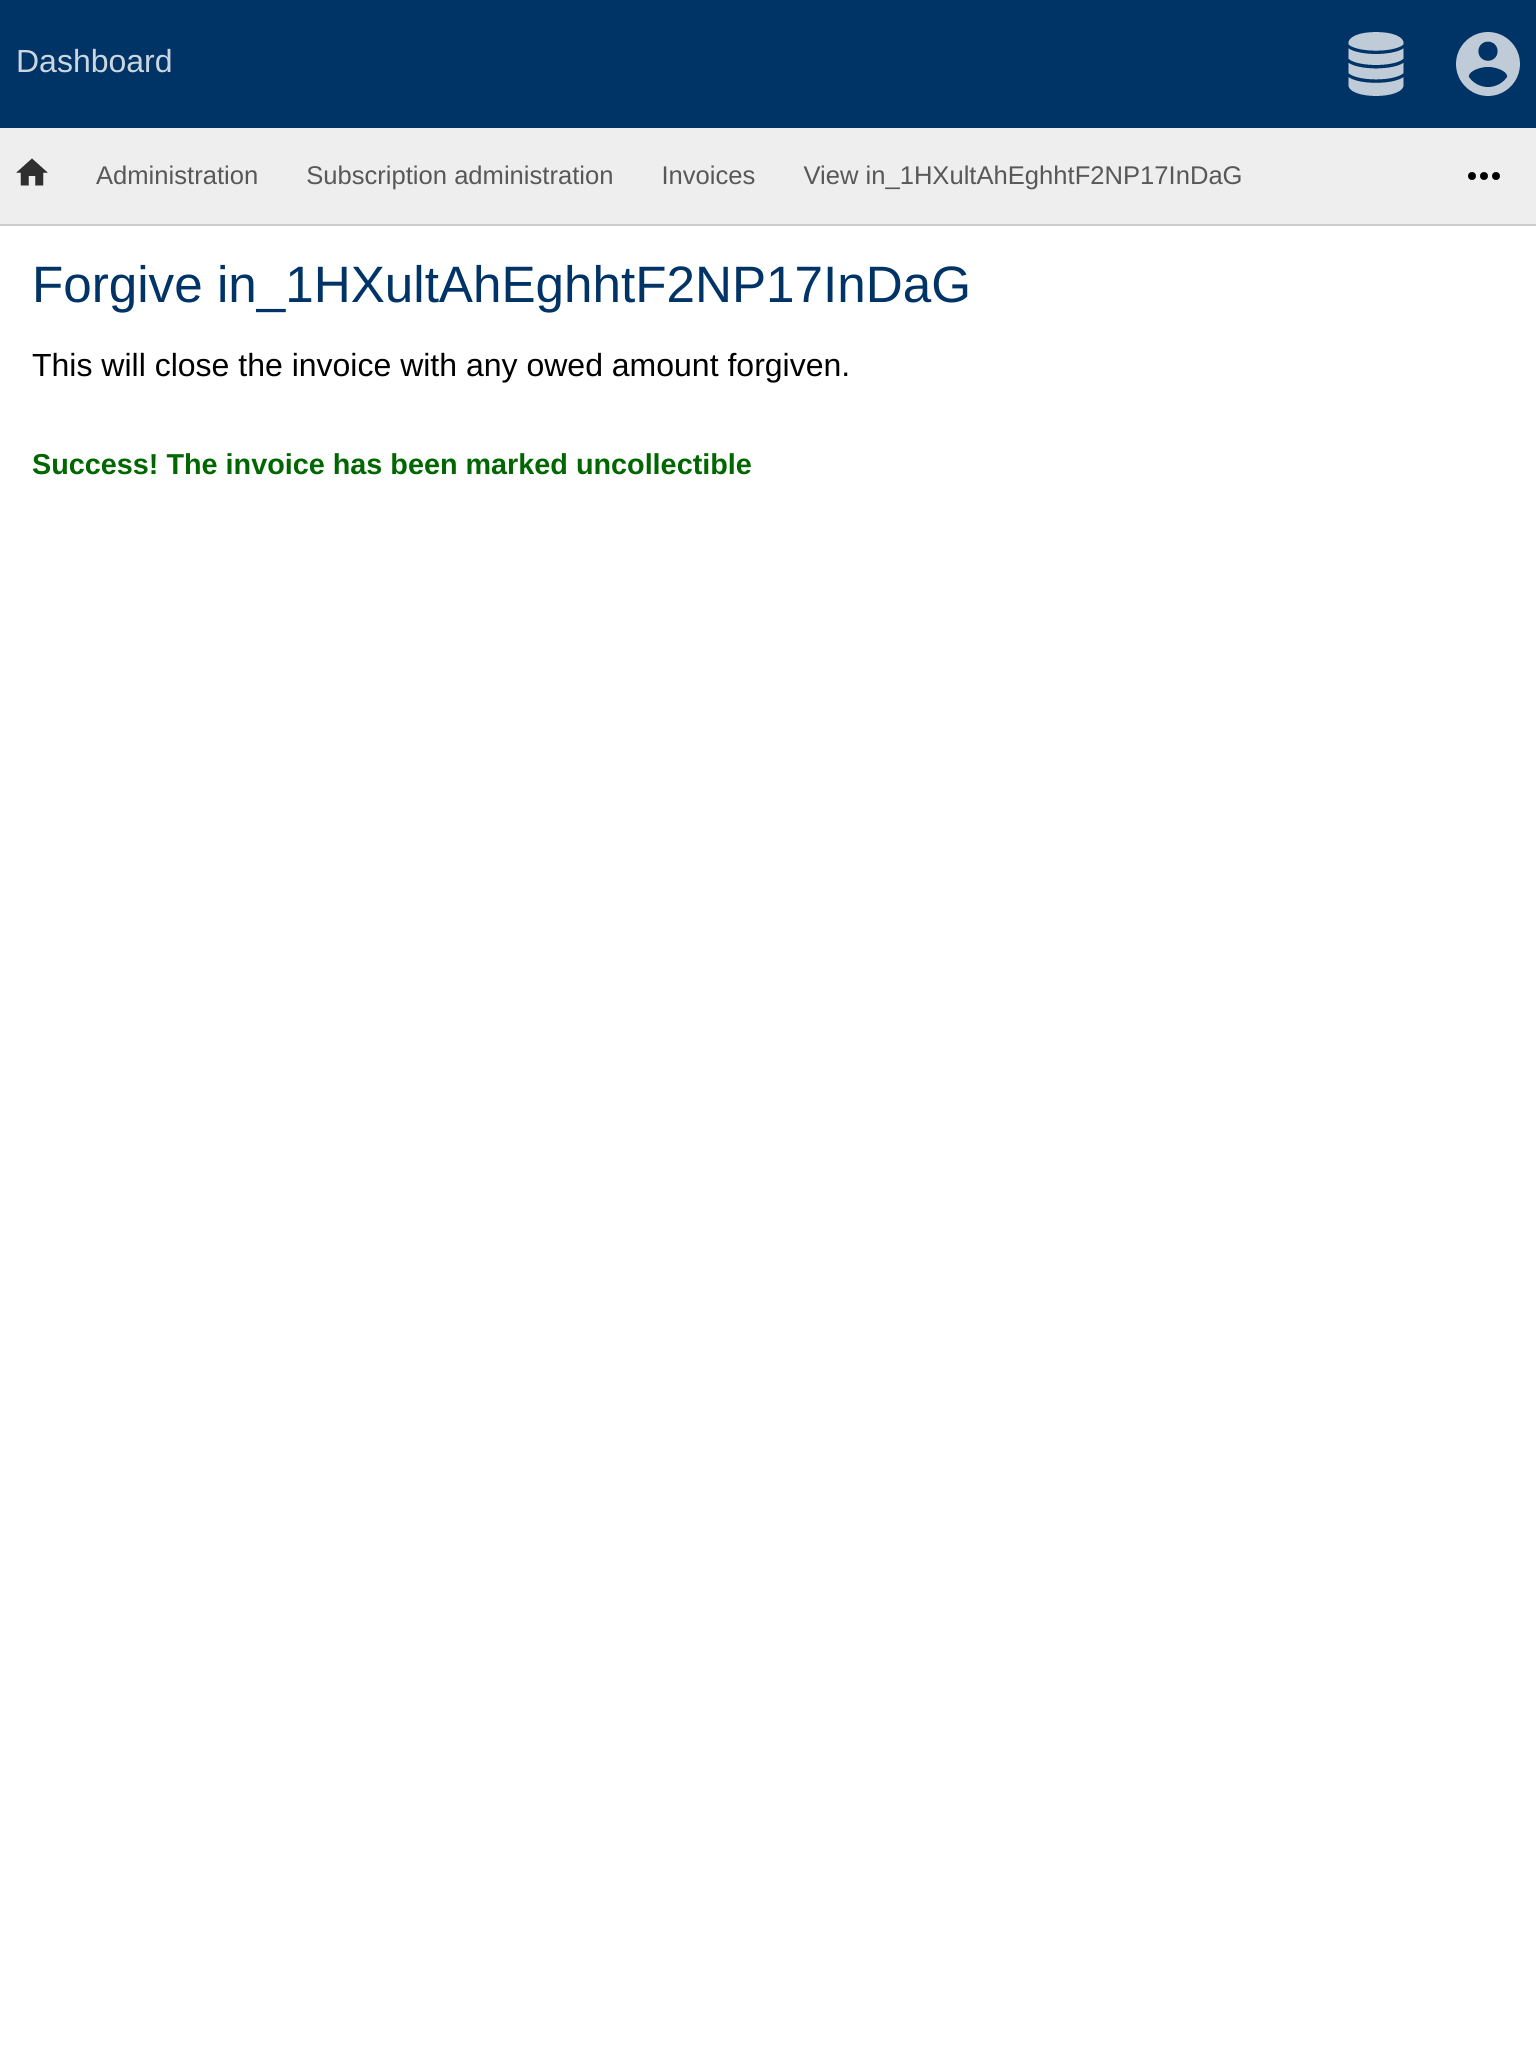 Dashboard
Administration Subscription administration Invoices View in_1HXultAhEghhtF2NP17InDaG
Forgive in_1HXultAhEghhtF2NP17InDaG
This will close the invoice with any owed amount forgiven.
Success! The invoice has been marked uncollectible